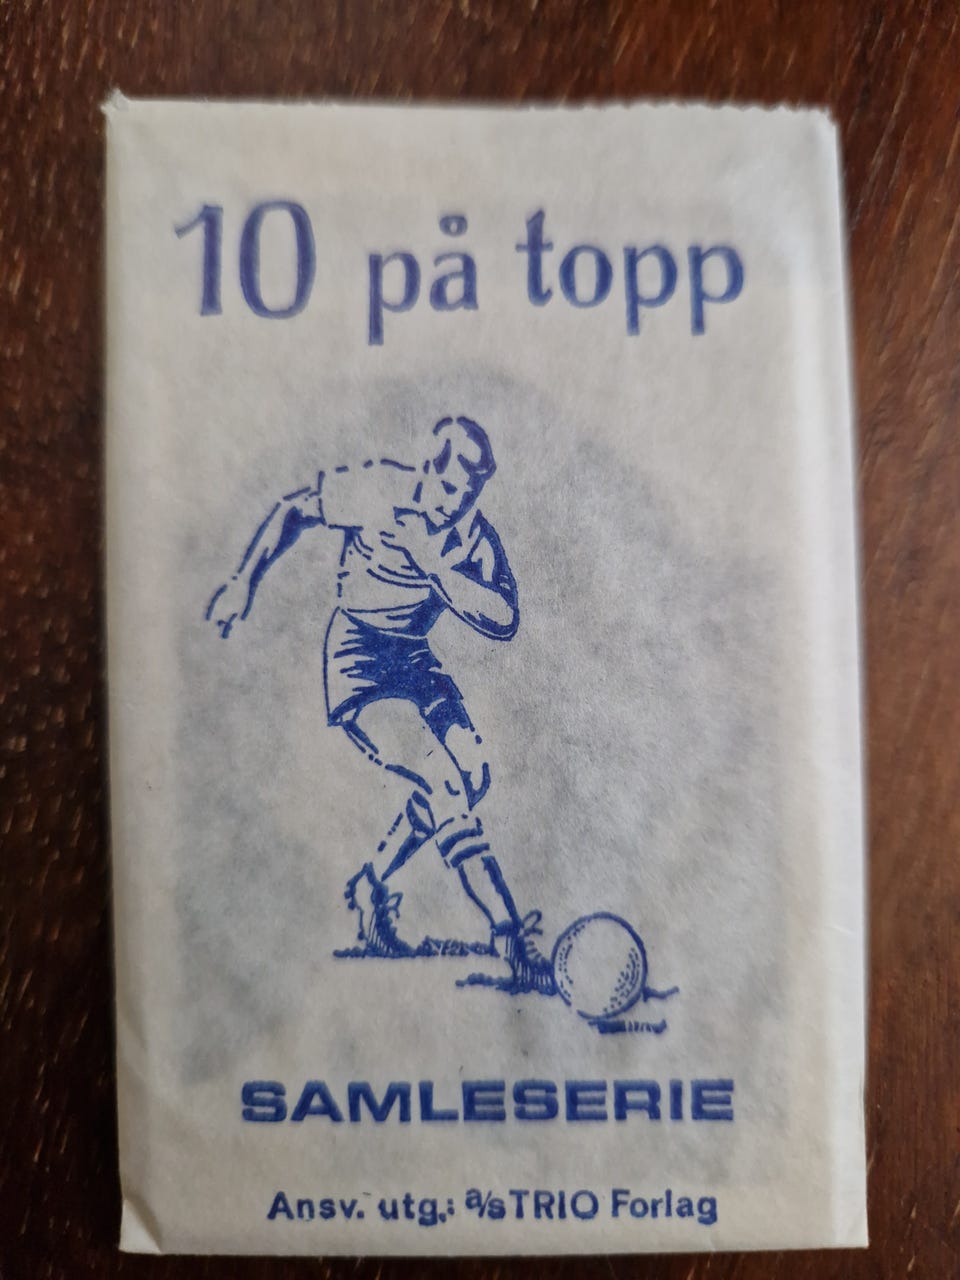 10 på topp
SAMLESERIE
Ansv. utg.: a/s TRIO Forlag